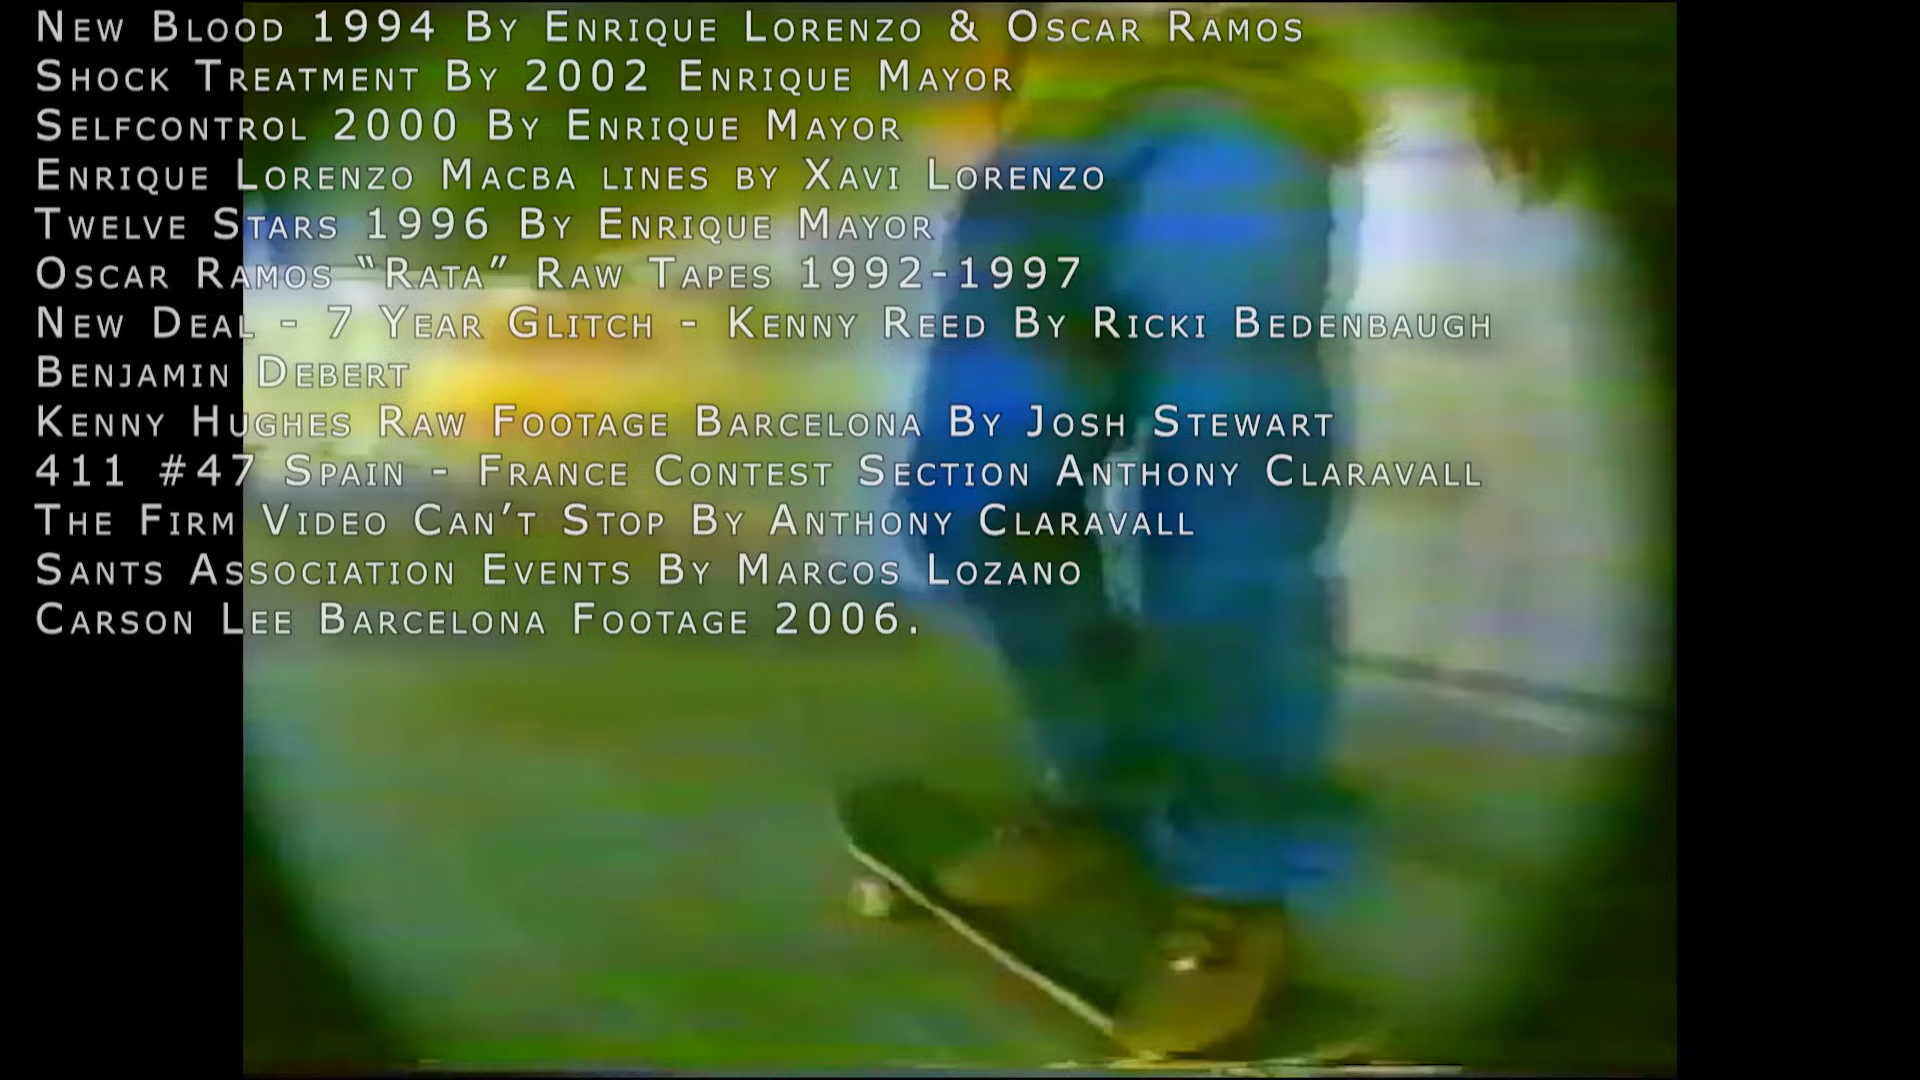 New Blood 1994 By Enrique Lorenzo & Oscar Ramos
Shock Treatment By 2002 Enrique Mayor
Selfcontrol 2000 By Enrique Mayor
Enrique Lorenzo Macba lines by Xavi Lorenzo
Twelve Stars 1996 By Enrique Mayor
Oscar Ramos “Rata” Raw Tapes 1992-1997
New Deal - 7 Year Glitch - Kenny Reed By Ricki Bedenbaugh
Benjamin Debert
Kenny Hughes Raw Footage Barcelona By Josh Stewart
411 #47 Spain - France Contest Section Anthony Claravall
The Firm Video Can’t Stop By Anthony Claravall
Sants Association Events By Marcos Lozano
Carson Lee Barcelona Footage 2006.